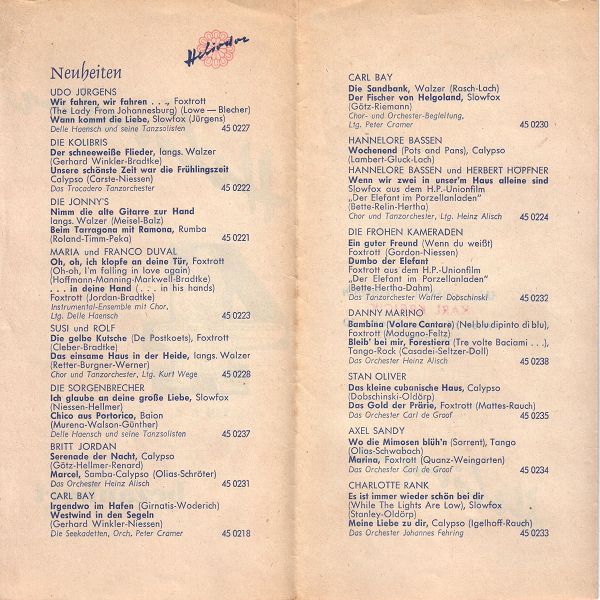 Heliodor
Neuheiten
UDO JÜRGENS
Wir fahren, wir fahren . . ., Foxtrott
(The Lady From Johannesburg) (Lowe — Blecher)
Wann kommt die Liebe, Slowfox (Jürgens)
Delle Haensch und seine Tanzsolisten 45 0227
DIE KOLIBRIS
Der schneeweiße Flieder, langs. Walzer
(Gerhard Winkler-Bradtke)
Unsere schönste Zeit war die Frühlingszeit
Calypso (Carste-Niessen)
Das Trocadero Tanzorchester 45 0222
DIE JONNY'S
Nimm die alte Gitarre zur Hand
langs. Walzer (Meisel-Balz)
Beim Tarragona mit Ramona, Rumba
(Roland-Timm-Peka) 45 0221
MARIA und FRANCO DUVAL
Oh, oh, ich klopfe an deine Tür, Foxtrott
(Oh-oh, I'm falling in love again)
(Hoffmann-Manning-Markwell-Bradtke)
. . . in deine Hand (. . . in his hands)
Foxtrott (Jordan-Bradtke)
Instrumental-Ensemble mit Chor,
Ltg. Delle Haensch 45 0223
SUSI und ROLF
Die gelbe Kutsche (De Postkoets), Foxtrott
(Cleber-Bradtke)
Das einsame Haus in der Heide, langs. Walzer
(Retter-Burgner-Werner)
Chor und Tanzorchester, Ltg. Kurt Wege 45 0228
DIE SORGENBRECHER
Ich glaube an deine große Liebe, Slowfox
(Niessen-Hellmer)
Chico aus Portorico, Baion
(Murena-Walson-Günther)
Delle Haensch und seine Tanzsolisten 45 0237
BRITT JORDAN
Serenade der Nacht, Calypso
(Götz-Hellmer-Renard)
Marcel, Samba-Calypso (Olias-Schröter)
Das Orchester Heinz Alisch 45 0231
CARL BAY
Irgendwo im Hafen (Girnatis-Woderich)
Westwind in den Segeln
(Gerhard Winkler-Niessen)
Die Seekadetten, Orch. Peter Cramer 45 0218
CARL BAY
Die Sandbank, Walzer (Rasch-Lach)
Der Fischer von Helgoland, Slowfox
(Götz-Riemann)
Chor- und Orchester-Begleitung,
Ltg. Peter Cramer 45 0230
HANNELORE BASSEN
Wochenend (Pots and Pans), Calypso
(Lambert-Gluck-Lach)
HANNELORE BASSEN und HERBERT HÖPFNER
Wenn wir zwei in unser'm Haus alleine sind
Slowfox aus dem H.P.-Unionfilm
„Der Elefant im Porzellanladen"
(Bette-Relin-Hertha)
Chor und Tanzorchester, Ltg. Heinz Alisch 45 0224
DIE FROHEN KAMERADEN
Ein guter Freund (Wenn du weißt)
Foxtrott (Gordon-Niessen)
Dumbo der Elefant
Foxtrott aus dem H.P.-Unionfilm
„Der Elefant im Porzellanladen"
(Bette-Hertha-Dahm)
Das Tanzorchester Walter Dobschinski 45 0232
DANNY MARINO
Bambina (Volare Cantare) (Nel blu dipinto di blu),
Foxtrott (Modugno-Feltz)
Bleib' bei mir, Forestiera (Tre volte Baciami . . .),
Tango-Rock (Casadei-Seltzer-Doll)
Das Orchester Heinz Alisch 45 0238
STAN OLIVER
Das kleine cubanische Haus, Calypso
(Dobschinski-Oldörp)
Das Gold der Prärie, Foxtrott (Mattes-Rauch)
Das Orchester Carl de Groof 45 0235
AXEL SANDY
Wo die Mimosen blüh'n (Sorrent), Tango
(Olias-Schwabach)
Marina, Foxtrott (Quanz-Weingarten)
Das Orchester Carl de Groof 45 0234
CHARLOTTE RANK
Es ist immer wieder schön bei dir
(While The Lights Are Low), Slowfox
(Stanley-Oldörp)
Meine Liebe zu dir, Calypso (Igelhoff-Rauch)
Das Orchester Johannes Fehring 45 0233